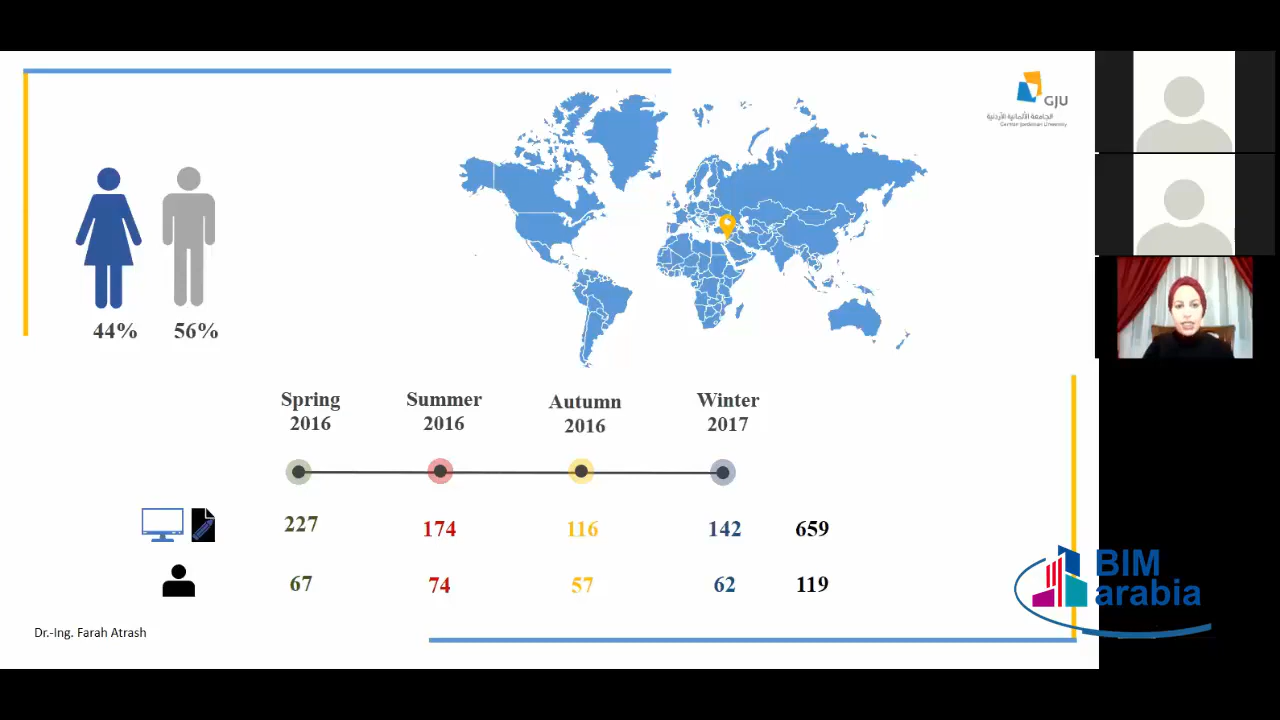 GJU
الجامعة الألمانية الأردنية
German Jordanian University
44% 56%
Spring 2016
Summer 2016
Autumn 2016
Winter 2017
227 174 116 142 659
67 74 57 62 119
BIM
arabia
Dr.-Ing. Farah Atrash